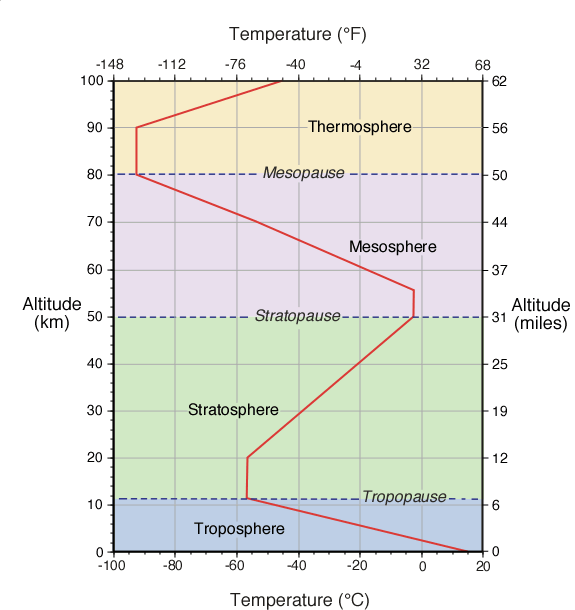 Temperature (°F)
-148 -112 -76 -40 -4 32 68
100 62
90 Thermosphere 56
80 Mesopause 50
70 44
Mesosphere
60 37
Altitude (km) Altitude (miles)
50 Stratopause 31
40 25
30 Stratosphere 19
20 12
Tropopause
10 6
Troposphere
0 0
-100 -80 -60 -40 -20 0 20
Temperature (°C)